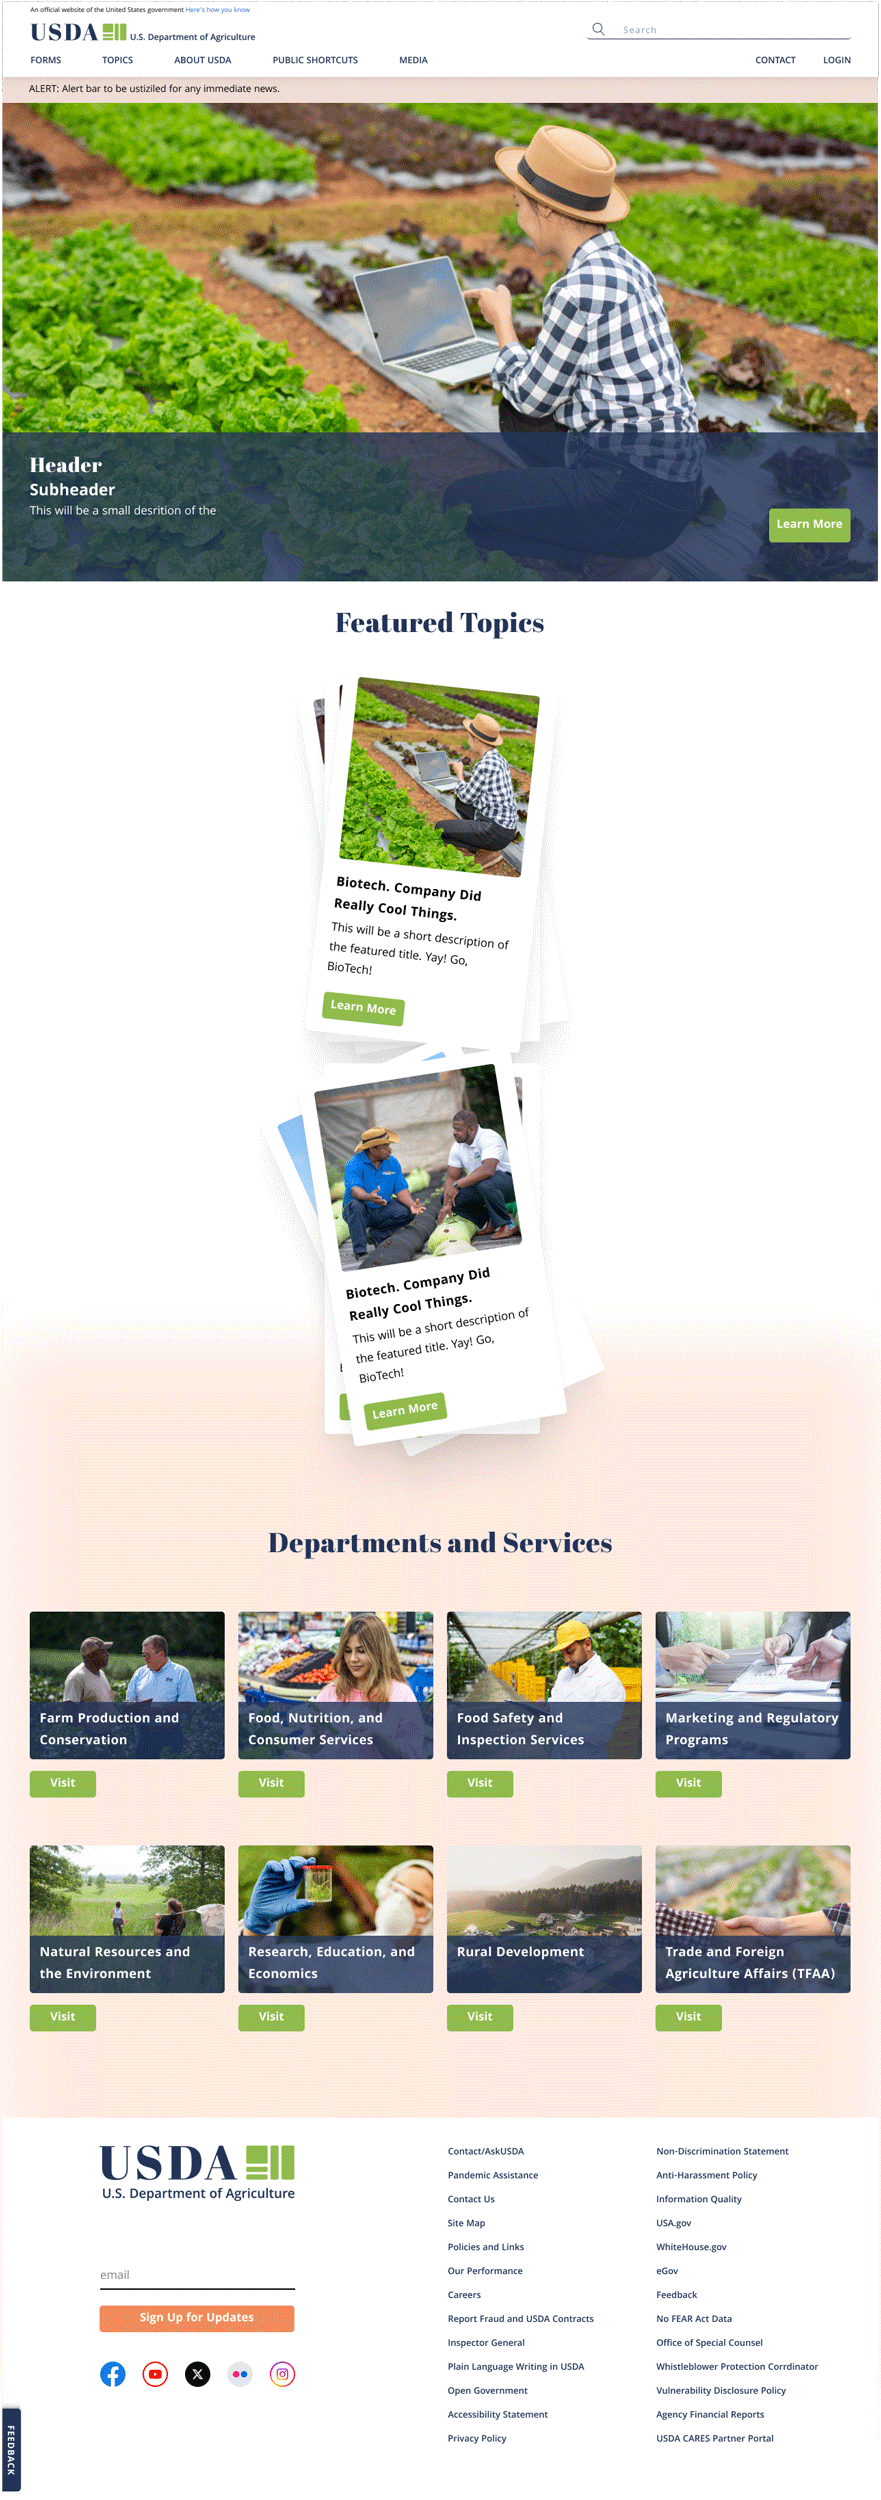 An official website of the United States government Here's how you know
USDA U.S. Department of Agriculture
Search
FORMS TOPICS ABOUT USDA PUBLIC SHORTCUTS MEDIA CONTACT LOGIN
ALERT: Alert bar to be ustiziled for any immediate news.
Header
Subheader
This will be a small desrition of the
Learn More
Featured Topics
Biotech. Company Did
Really Cool Things.
This will be a short description of
the featured title. Yay! Go,
BioTech!
Learn More
Biotech. Company Did
Really Cool Things.
This will be a short description of
the featured title. Yay! Go,
BioTech!
Learn More
Departments and Services
Farm Production and
Conservation
Visit
Food, Nutrition, and
Consumer Services
Visit
Food Safety and
Inspection Services
Visit
Marketing and Regulatory
Programs
Visit
Natural Resources and
the Environment
Visit
Research, Education, and
Economics
Visit
Rural Development
Visit
Trade and Foreign
Agriculture Affairs (TFAA)
Visit
USDA
U.S. Department of Agriculture
email
Sign Up for Updates
Contact/AskUSDA
Pandemic Assistance
Contact Us
Site Map
Policies and Links
Our Performance
Careers
Report Fraud and USDA Contracts
Inspector General
Plain Language Writing in USDA
Open Government
Accessibility Statement
Privacy Policy
Non-Discrimination Statement
Anti-Harassment Policy
Information Quality
USA.gov
WhiteHouse.gov
eGov
Feedback
No FEAR Act Data
Office of Special Counsel
Whistleblower Protection Corrdinator
Vulnerability Disclosure Policy
Agency Financial Reports
USDA CARES Partner Portal
FEEDBACK